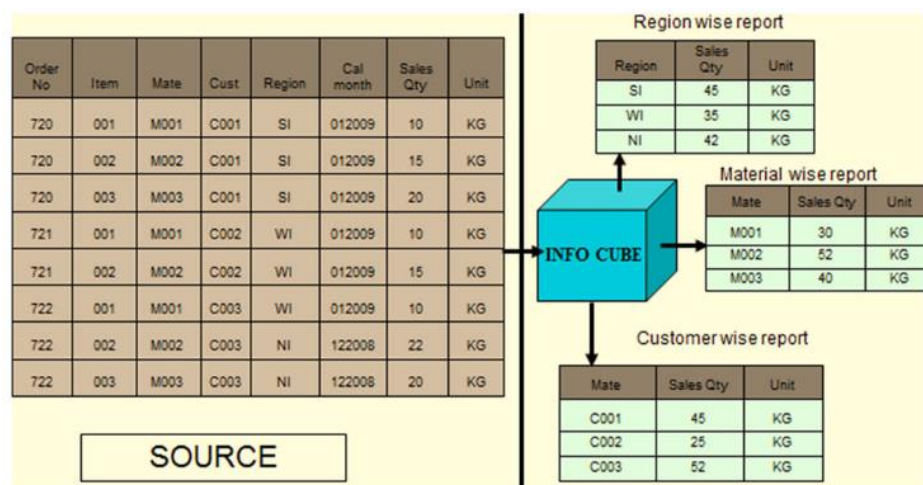 Order No Item Mate Cust Region Cal month Sales Qty Unit
720 001 M001 C001 SI 012009 10 KG
720 002 M002 C001 SI 012009 15 KG
720 003 M003 C001 SI 012009 20 KG
721 001 M001 C002 WI 012009 10 KG
721 002 M002 C002 WI 012009 15 KG
722 001 M001 C003 WI 012009 10 KG
722 002 M002 C003 NI 122008 22 KG
722 003 M003 C003 NI 122008 20 KG
SOURCE
Region wise report
Region Sales Qty Unit
SI 45 KG
WI 35 KG
NI 42 KG
INFO CUBE
Material wise report
Mate Sales Qty Unit
M001 30 KG
M002 52 KG
M003 40 KG
Customer wise report
Mate Sales Qty Unit
C001 45 KG
C002 25 KG
C003 52 KG